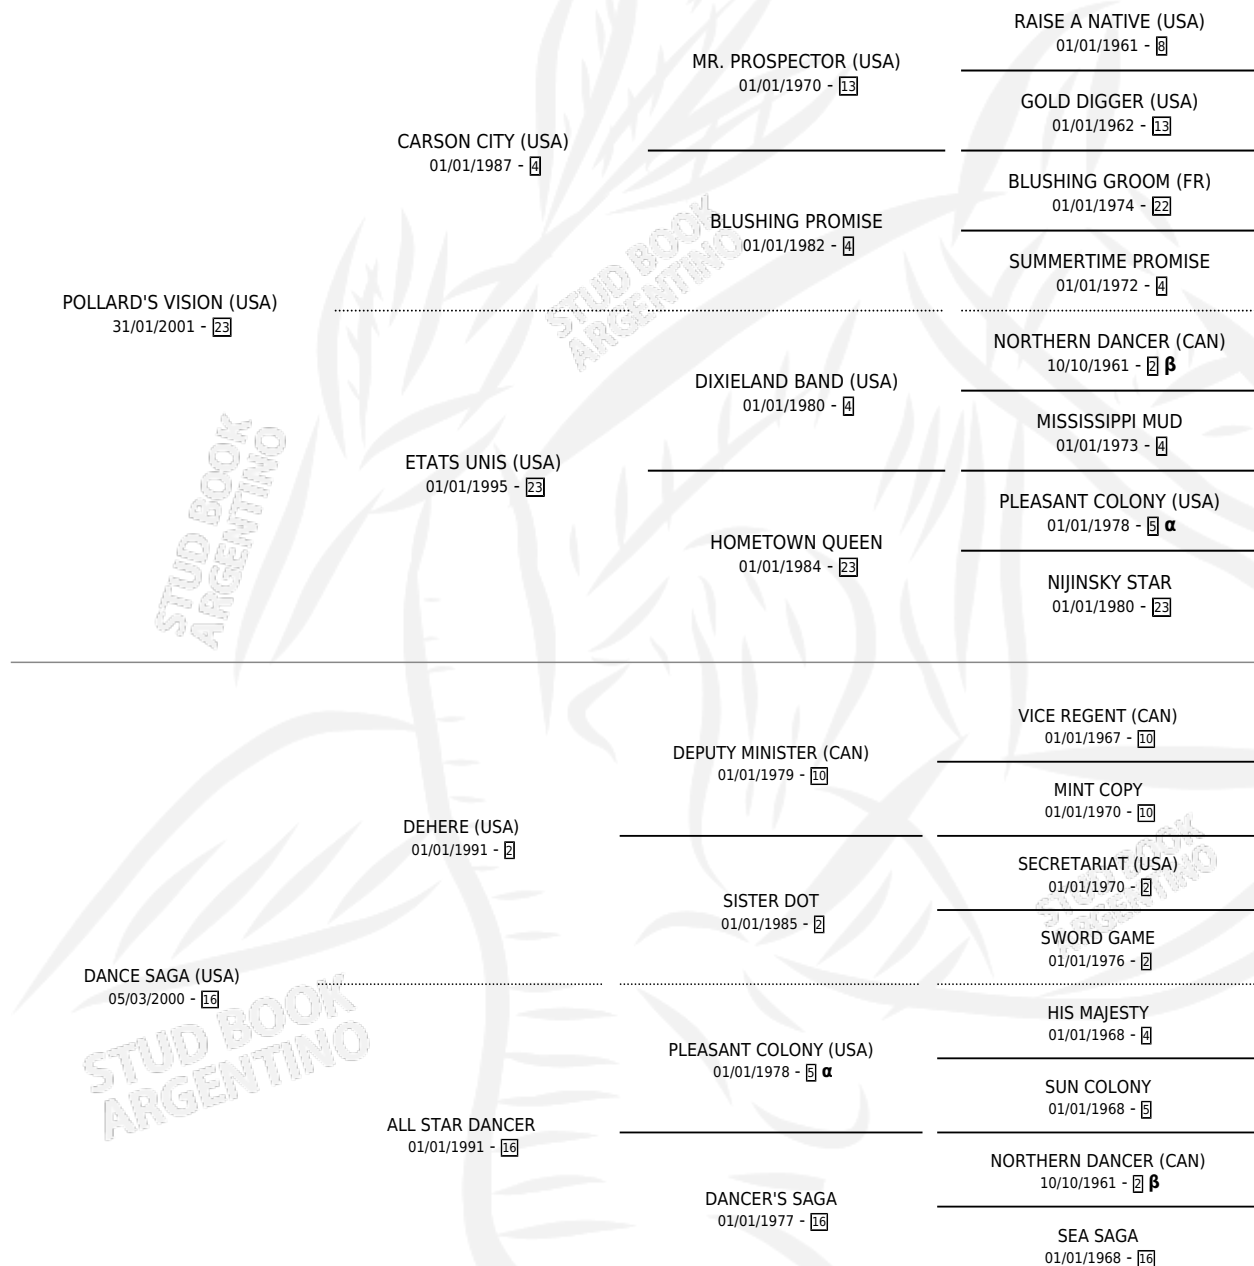 RAISE A NATIVE (USA)
01/01/1961 - 8
MR. PROSPECTOR (USA)
01/01/1970 - 13
GOLD DIGGER (USA)
01/01/1962 - 13
CARSON CITY (USA)
01/01/1987 - 4
BLUSHING GROOM (FR)
01/01/1974 - 22
BLUSHING PROMISE
01/01/1982 - 4
SUMMERTIME PROMISE
01/01/1972 - 4
POLLARD'S VISION (USA)
31/01/2001 - 23
STUD BOOK
ARGENTINO
NORTHERN DANCER (CAN)
10/10/1961 - 2 β
DIXIELAND BAND (USA)
01/01/1980 - 4
MISSISSIPPI MUD
01/01/1973 - 4
ETATS UNIS (USA)
01/01/1995 - 23
PLEASANT COLONY (USA)
01/01/1978 - 5 α
HOMETOWN QUEEN
01/01/1984 - 23
NIJINSKY STAR
01/01/1980 - 23
STUD BOOK
ARGENTINO
VICE REGENT (CAN)
01/01/1967 - 10
DEPUTY MINISTER (CAN)
01/01/1979 - 10
MINT COPY
01/01/1970 - 10
DEHERE (USA)
01/01/1991 - 2
SECRETARIAT (USA)
01/01/1970 - 2
SISTER DOT
01/01/1985 - 2
SWORD GAME
01/01/1976 - 2
STUD BOOK
ARGENTINO
DANCE SAGA (USA)
05/03/2000 - 16
HIS MAJESTY
01/01/1968 - 4
PLEASANT COLONY (USA)
01/01/1978 - 5 α
SUN COLONY
01/01/1968 - 5
STUD BOOK
ARGENTINO
ALL STAR DANCER
01/01/1991 - 16
NORTHERN DANCER (CAN)
10/10/1961 - 2 β
DANCER'S SAGA
01/01/1977 - 16
SEA SAGA
01/01/1968 - 16